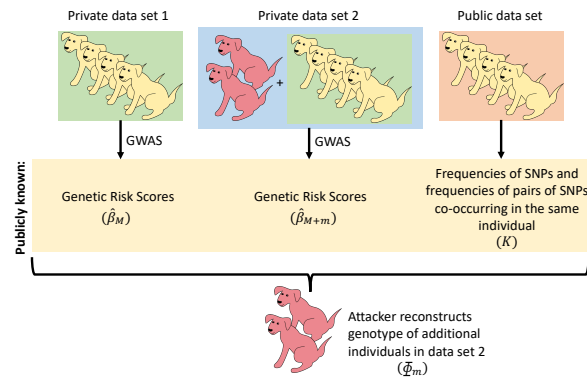 Private data set 1
Private data set 2
Public data set
+
GWAS
GWAS
Publicly known:
Genetic Risk Scores
(β̂_M)
Genetic Risk Scores
(β̂_{M+m})
Frequencies of SNPs and
frequencies of pairs of SNPs
co-occurring in the same
individual
(K)
Attacker reconstructs
genotype of additional
individuals in data set 2
(Φ̄_m)